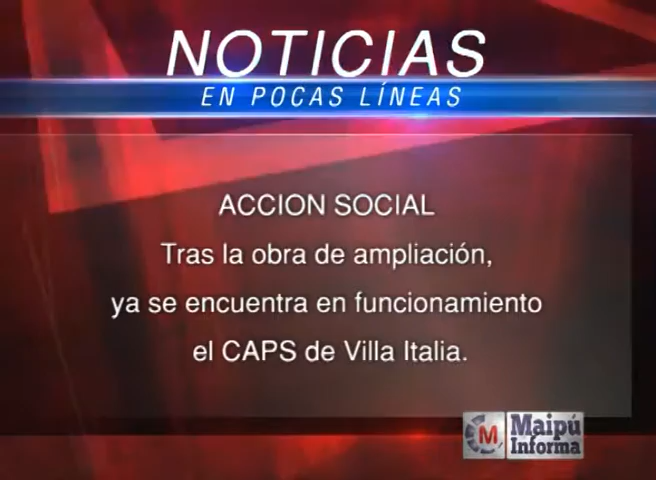 NOTICIAS
EN POCAS LÍNEAS
ACCION SOCIAL
Tras la obra de ampliación,
ya se encuentra en funcionamiento
el CAPS de Villa Italia.
M Maipú
Informa